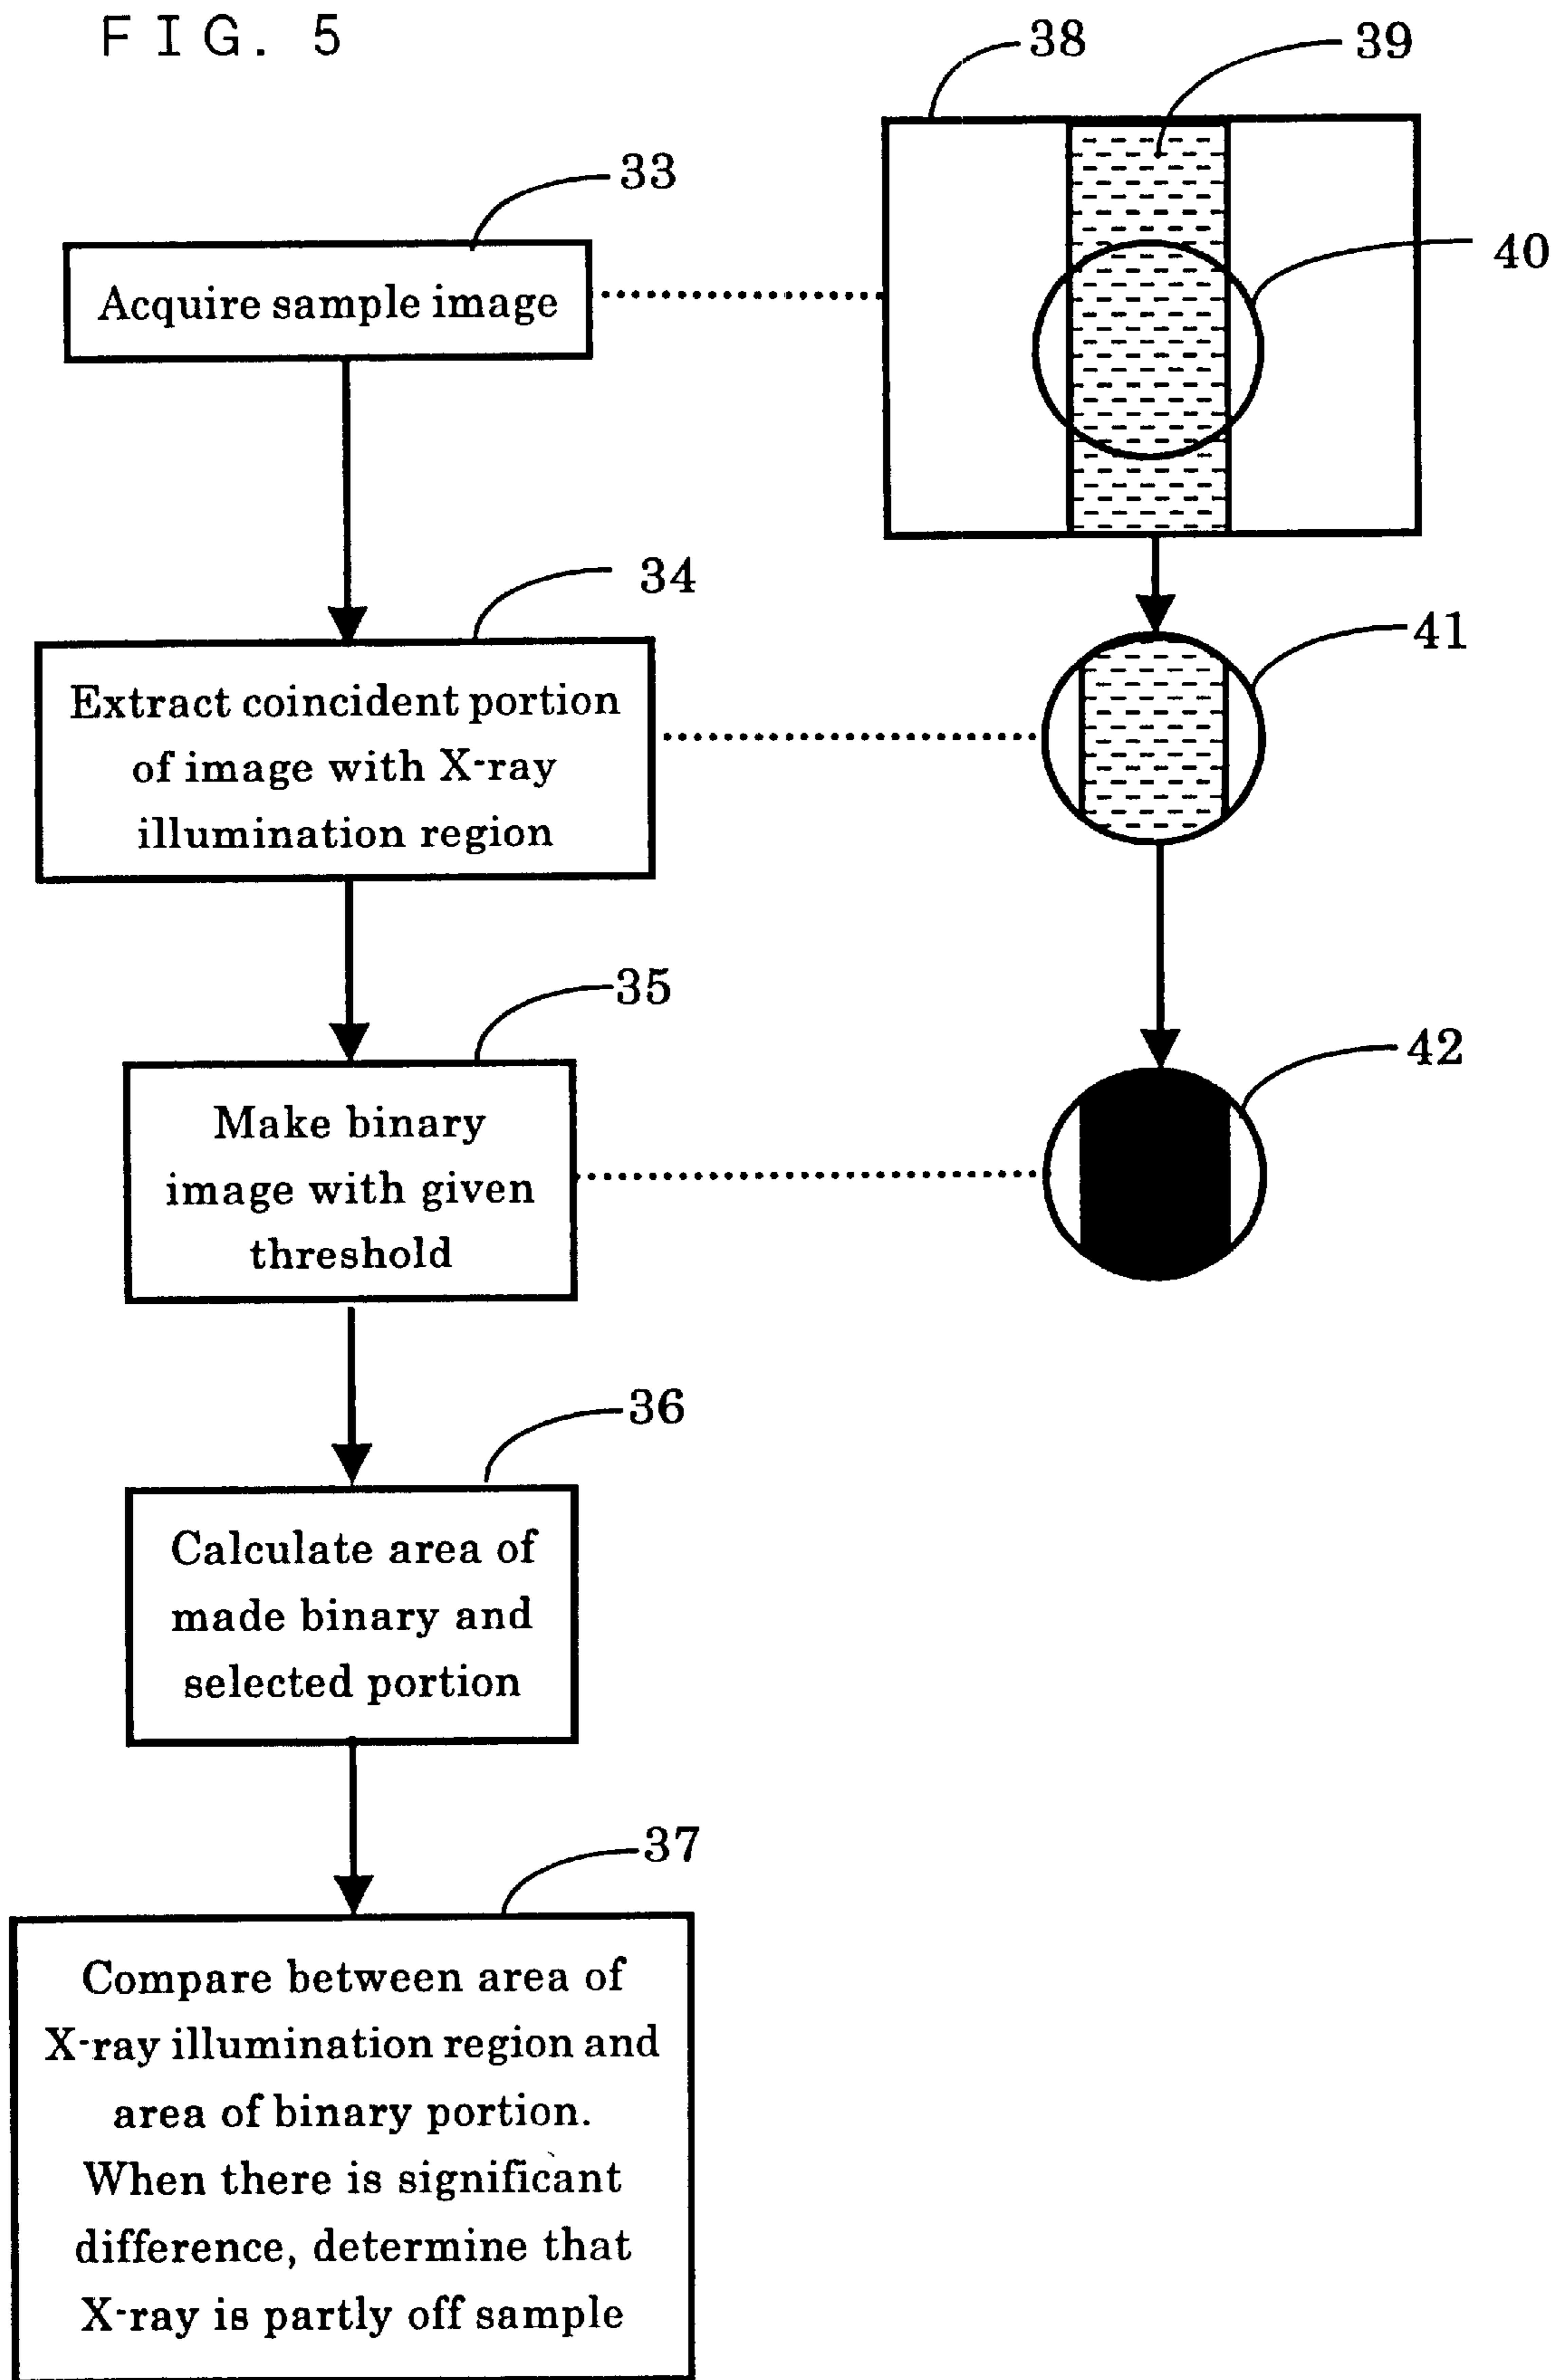 FIG. 5
38
39
33
40
Acquire sample image
34
41
Extract coincident portion
of image with X-ray
illumination region
35
42
Make binary
image with given
threshold
36
Calculate area of
made binary and
selected portion
37
Compare between area of
X-ray illumination region and
area of binary portion.
When there is significant
difference, determine that
X-ray is partly off sample